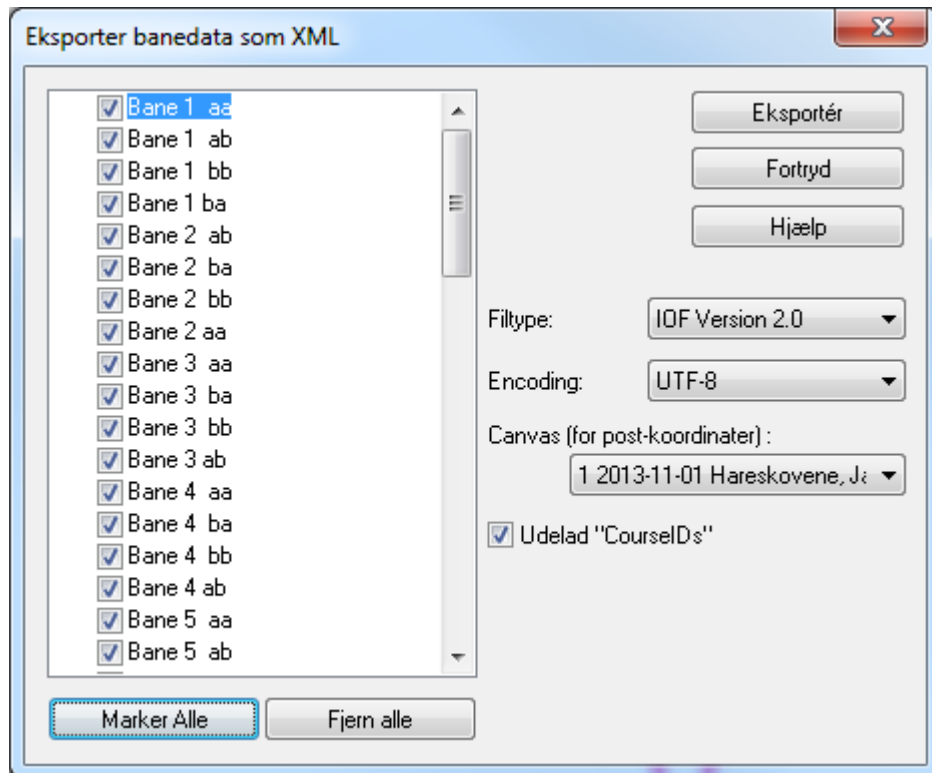 Eksporter banedata som XML
Bane 1  aa
Bane 1  ab
Bane 1  bb
Bane 1 ba
Bane 2  ab
Bane 2  ba
Bane 2  bb
Bane 2 aa
Bane 3  aa
Bane 3  ba
Bane 3  bb
Bane 3 ab
Bane 4  aa
Bane 4  ba
Bane 4  bb
Bane 4 ab
Bane 5  aa
Bane 5  ab
Marker Alle
Fjern alle
Eksportér
Fortryd
Hjælp
Filtype: IOF Version 2.0
Encoding: UTF-8
Canvas (for post-koordinater) :
1 2013-11-01 Hareskovene,
Udelad "CourseIDs"